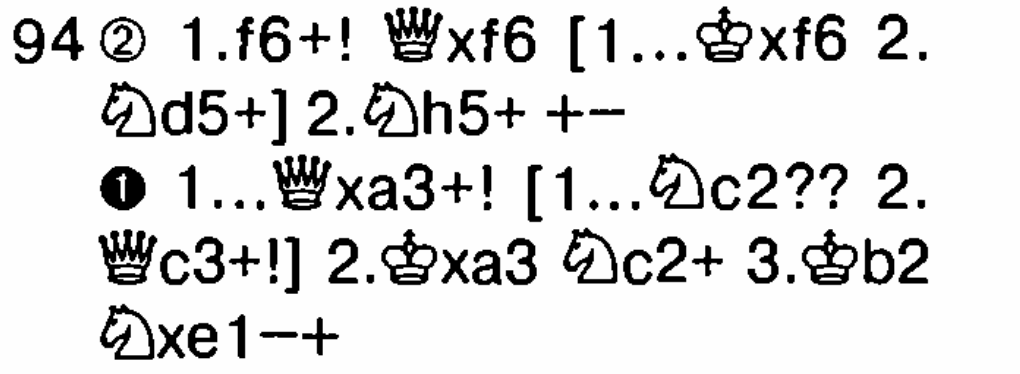 94 ② 1.f6+! ♕xf6 [1...♔xf6 2.
♘d5+] 2.♘h5+ +−
❶ 1...♕xa3+! [1...♘c2?? 2.
♕c3+!] 2.♔xa3 ♘c2+ 3.♔b2
♘xe1−+